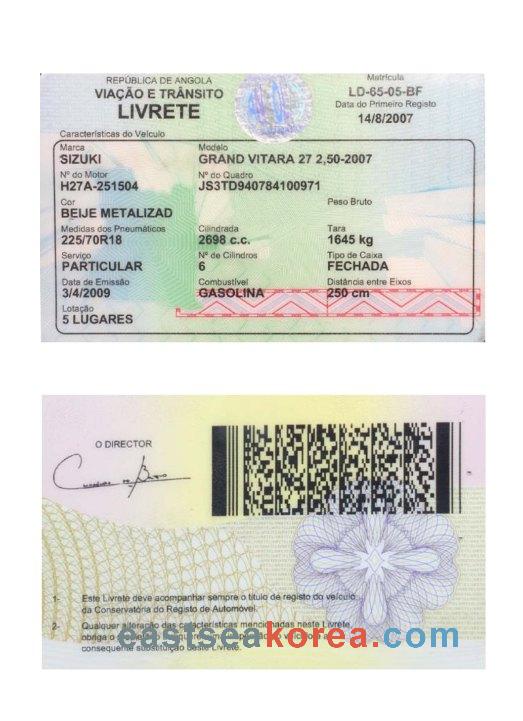 REPÚBLICA DE ANGOLA
VIAÇÃO E TRÂNSITO
LIVRETE
Matrícula
LD-65-05-BF
Data do Primeiro Registo
14/8/2007
Características do Veículo
Marca Modelo
SIZUKI GRAND VITARA 27 2,50-2007
Nº do Motor Nº do Quadro
H27A-251504 JS3TD940784100971
Cor Peso Bruto
BEIJE METALIZAD
Medidas dos Pneumáticos Cilindrada Tara
225/70R18 2698 c.c. 1645 kg
Serviço Nº de Cilindros Tipo de Caixa
PARTICULAR 6 FECHADA
Data de Emissão Combustível Distância entre Eixos
3/4/2009 GASOLINA 250 cm
Lotação
5 LUGARES
O DIRECTOR
1- Este Livrete deve acompanhar sempre o titulo de registo do veículo
da Conservatória do Registo de Automóvel.
2- Qualquer alteração das características mencionadas neste Livrete,
obriga o
eastseakorea.com
consequente substituição deste Livrete.